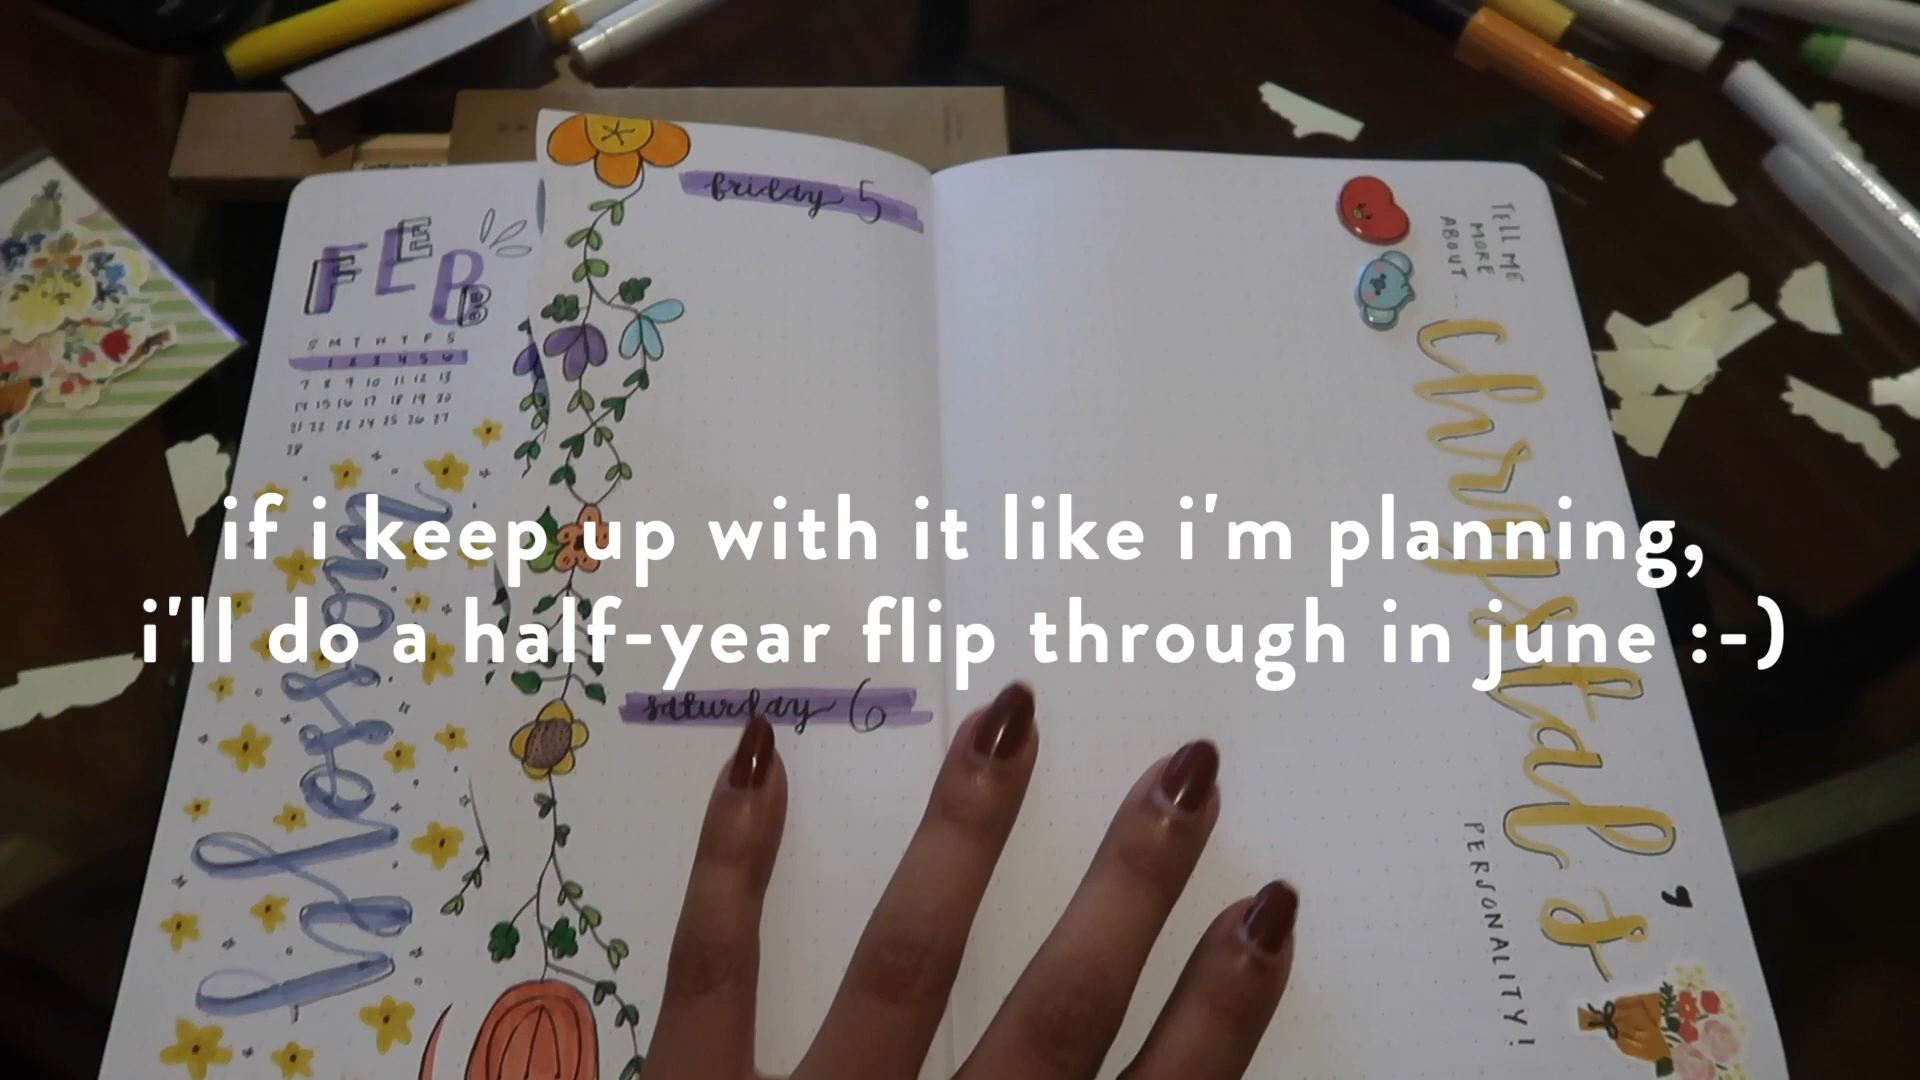 FEB
FEB
S M T W T F S
1 2 3 4 5 6
7 8 9 10 11 12 13
14 15 16 17 18 19 20
21 22 23 24 25 26 27
28
friday 5
saturday 6
TELL ME
MORE
ABOUT...
Chrystal's
PERSONALITY!
if i keep up with it like i'm planning,
i'll do a half-year flip through in june :-)